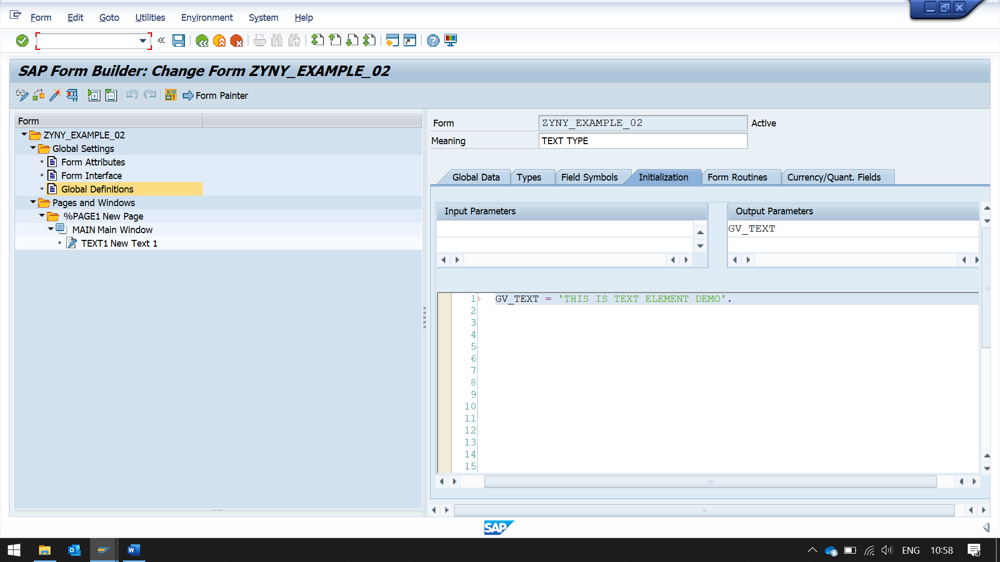 Form Edit Goto Utilities Environment System Help
SAP Form Builder: Change Form ZYNY_EXAMPLE_02
Form Painter
Form
ZYNY_EXAMPLE_02
Global Settings
Form Attributes
Form Interface
Global Definitions
Pages and Windows
%PAGE1 New Page
MAIN Main Window
TEXT1 New Text 1
Form ZYNY_EXAMPLE_02 Active
Meaning TEXT TYPE
Global Data Types Field Symbols Initialization Form Routines Currency/Quant. Fields
Input Parameters Output Parameters
GV_TEXT
1 GV_TEXT = 'THIS IS TEXT ELEMENT DEMO'.
2
3
4
5
6
7
8
9
10
11
12
13
14
15
SAP
ENG 10:58